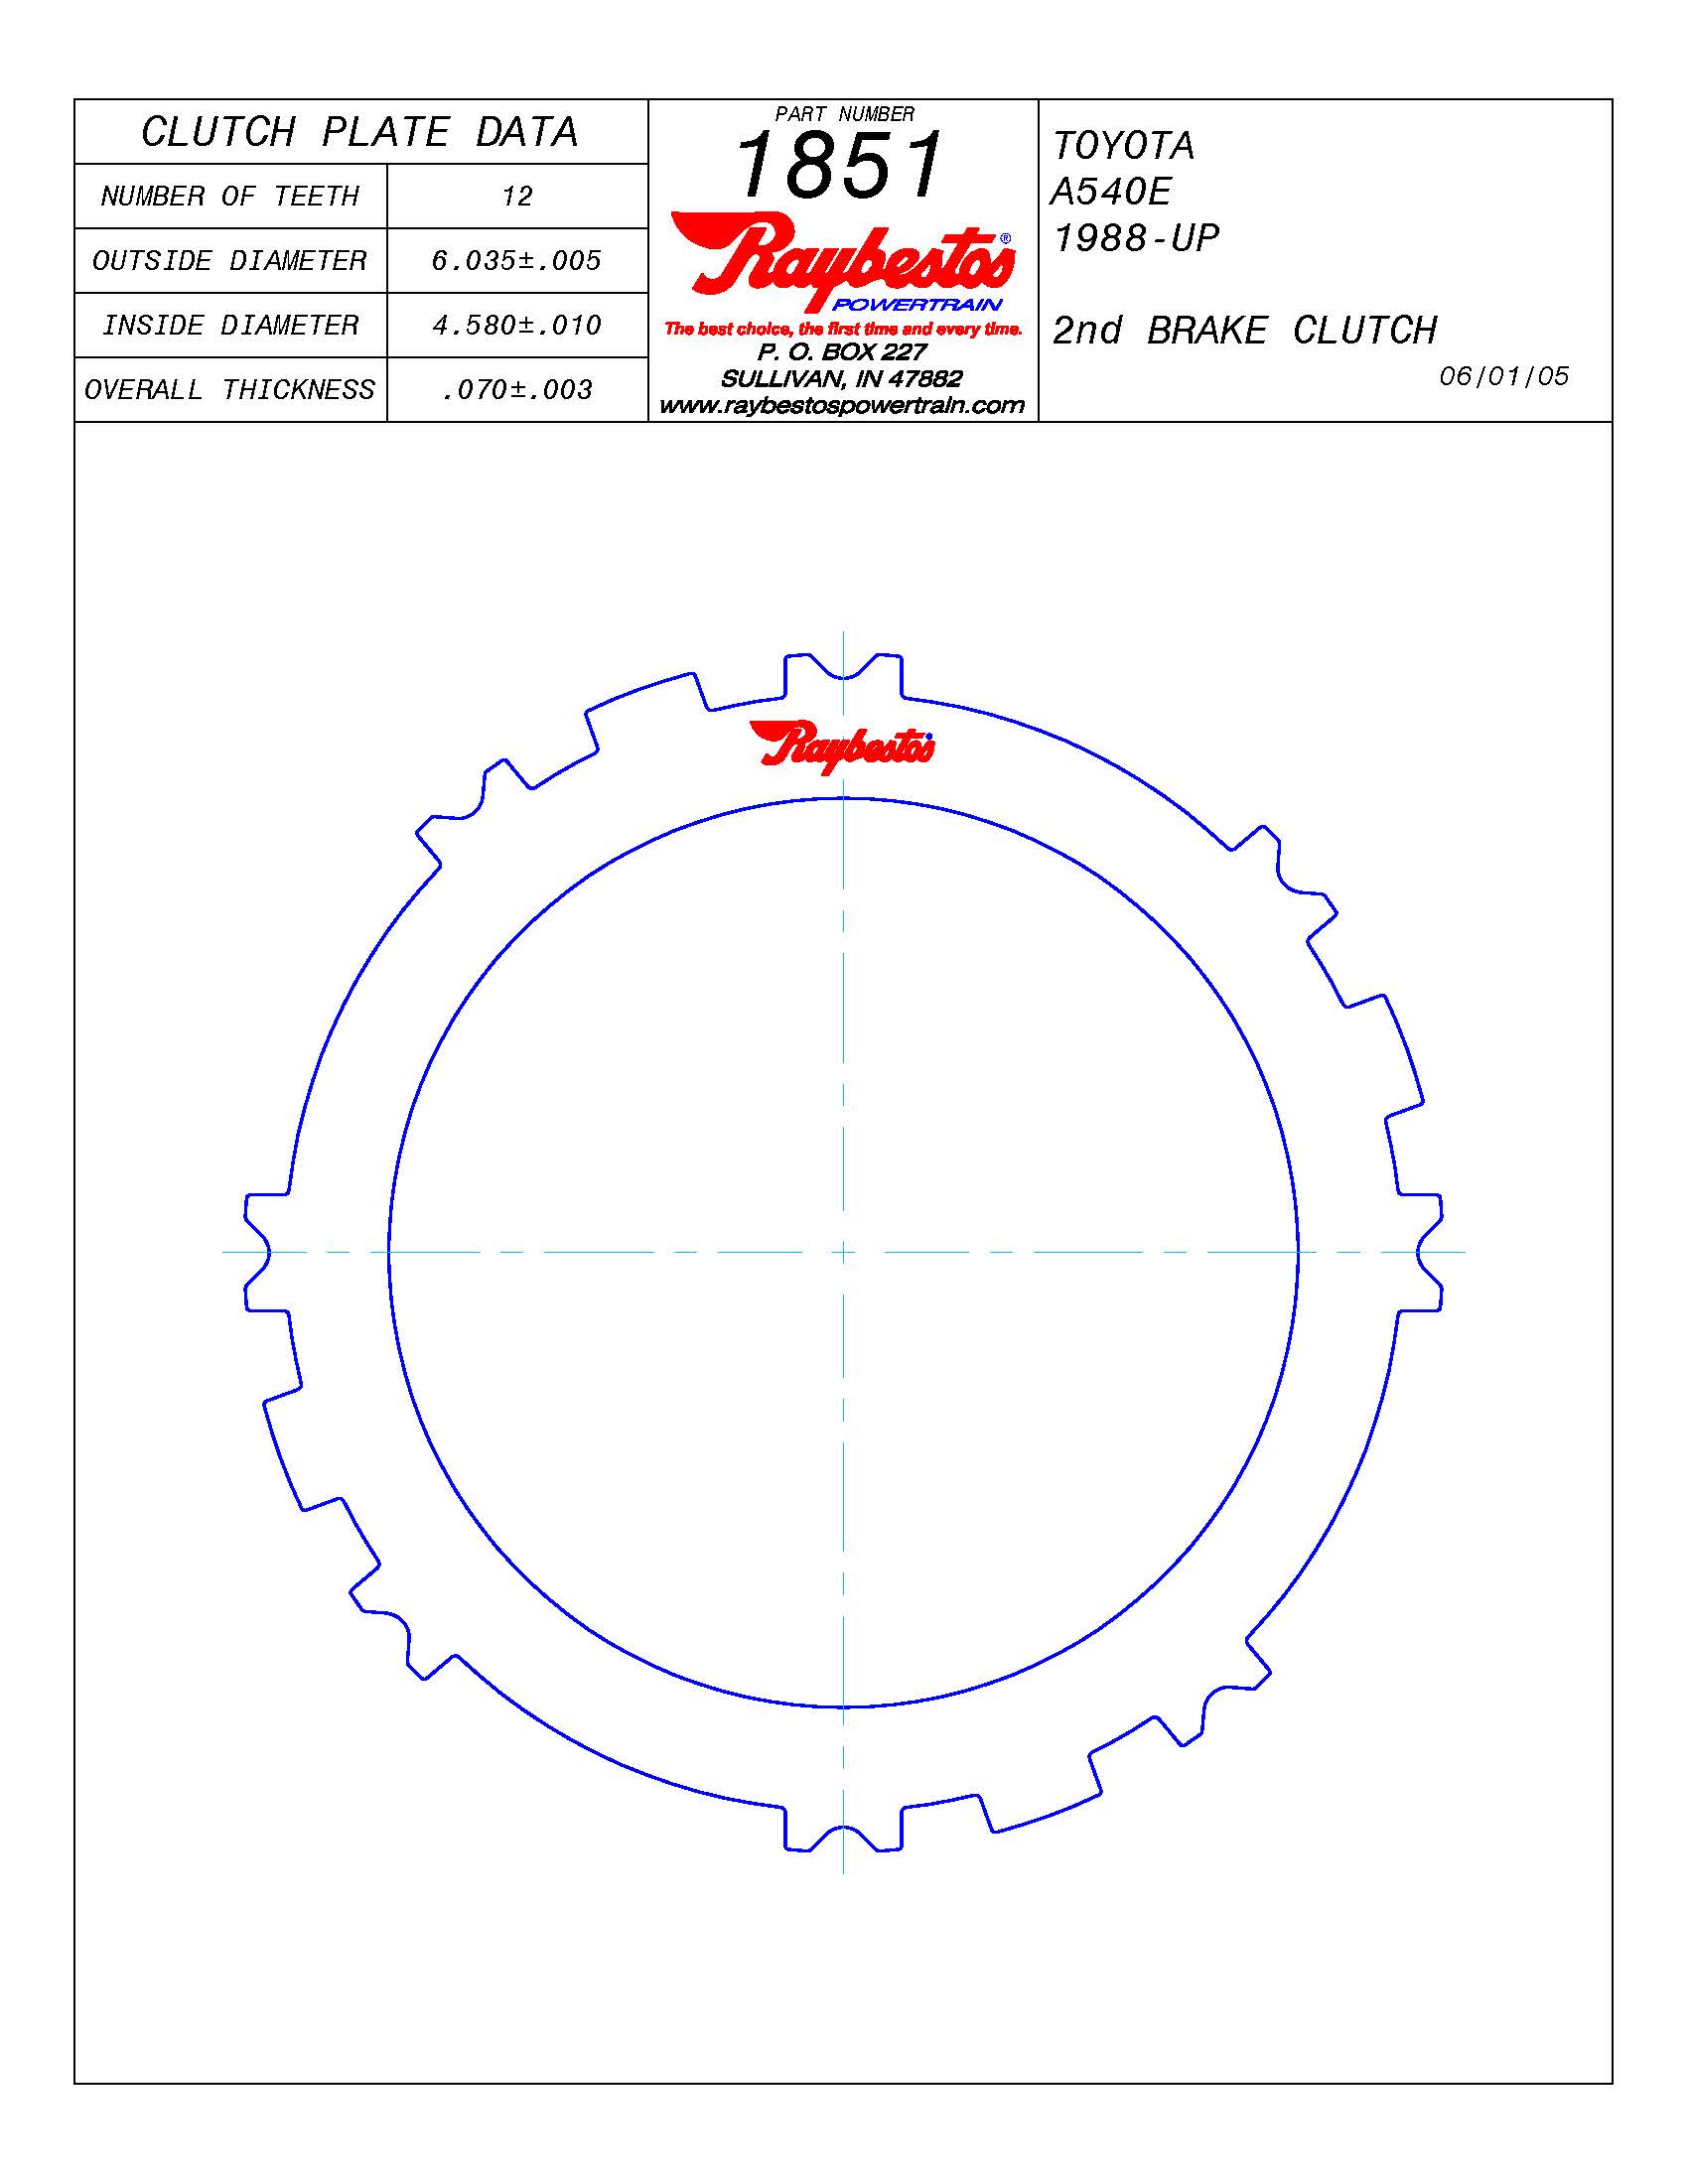 CLUTCH PLATE DATA
NUMBER OF TEETH 12
OUTSIDE DIAMETER 6.035±.005
INSIDE DIAMETER 4.580±.010
OVERALL THICKNESS .070±.003
PART NUMBER
1851
Raybestos®
POWERTRAIN
The best choice, the first time and every time.
P. O. BOX 227
SULLIVAN, IN 47882
www.raybestospowertrain.com
TOYOTA
A540E
1988-UP
2nd BRAKE CLUTCH
06/01/05
Raybestos